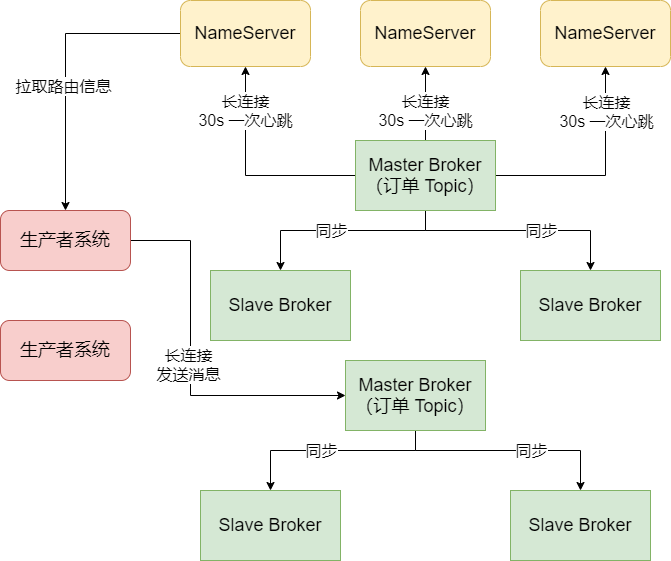 NameServer
NameServer
NameServer
拉取路由信息
长连接
30s 一次心跳
长连接
30s 一次心跳
长连接
30s 一次心跳
Master Broker
（订单 Topic）
生产者系统
同步
同步
Slave Broker
Slave Broker
生产者系统
长连接
发送消息
Master Broker
（订单 Topic）
同步
同步
Slave Broker
Slave Broker